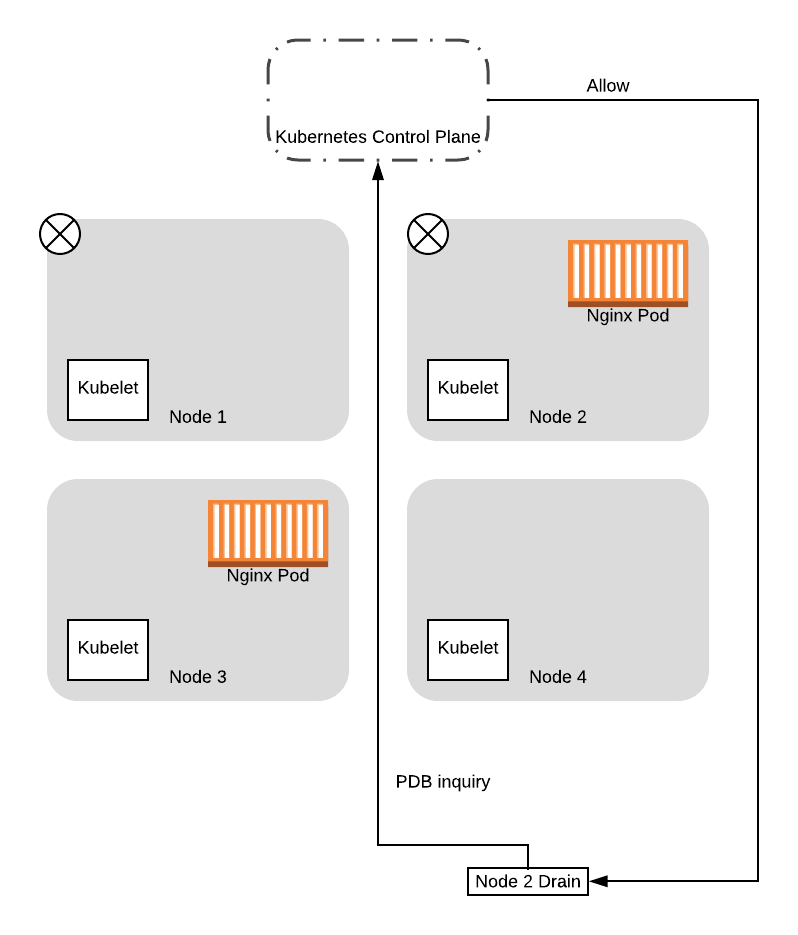 Allow
Kubernetes Control Plane
Nginx Pod
Kubelet
Node 1
Kubelet
Node 2
Nginx Pod
Kubelet
Node 3
Kubelet
Node 4
PDB inquiry
Node 2 Drain